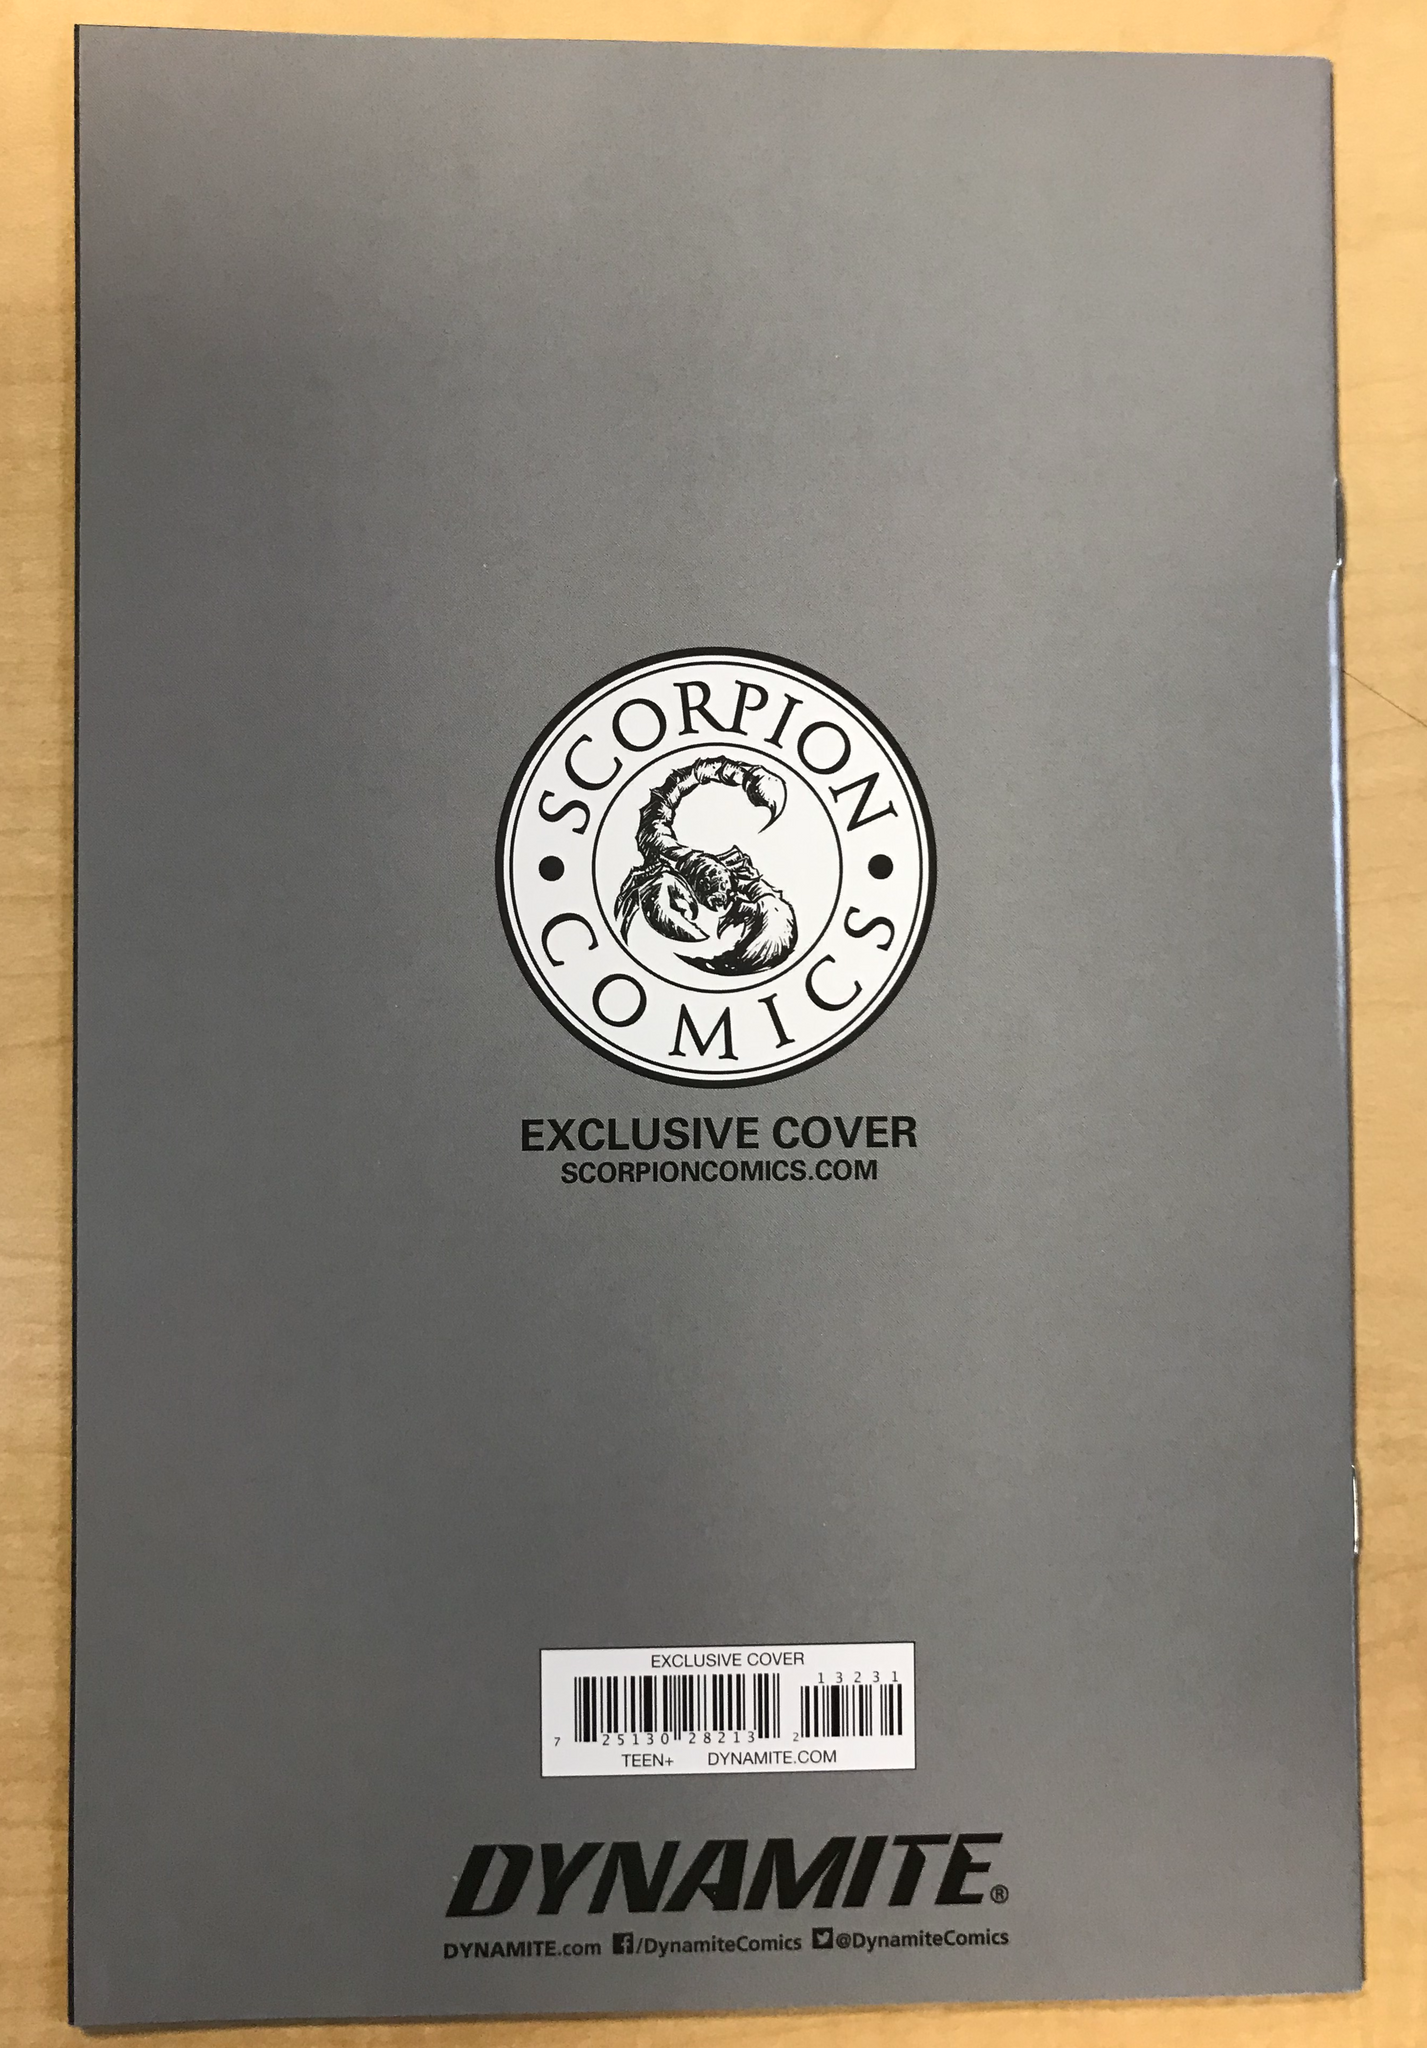 SCORPION
COMICS
EXCLUSIVE COVER
SCORPIONCOMICS.COM
EXCLUSIVE COVER
13231
7 25130 28213 2
TEEN+ DYNAMITE.COM
DYNAMITE®
DYNAMITE.com f/DynamiteComics @DynamiteComics